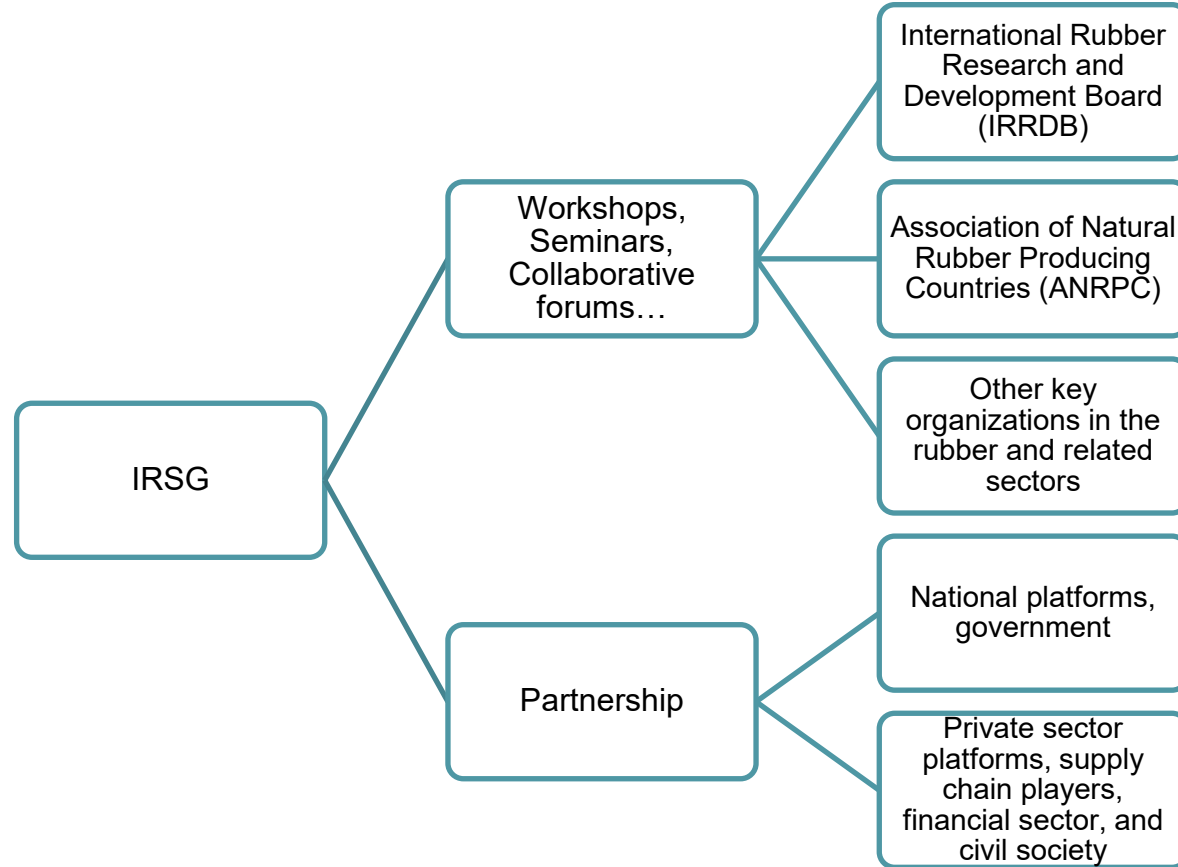 IRSG
Workshops,
Seminars,
Collaborative
forums…
Partnership
International Rubber
Research and
Development Board
(IRRDB)
Association of Natural
Rubber Producing
Countries (ANRPC)
Other key
organizations in the
rubber and related
sectors
National platforms,
government
Private sector
platforms, supply
chain players,
financial sector, and
civil society